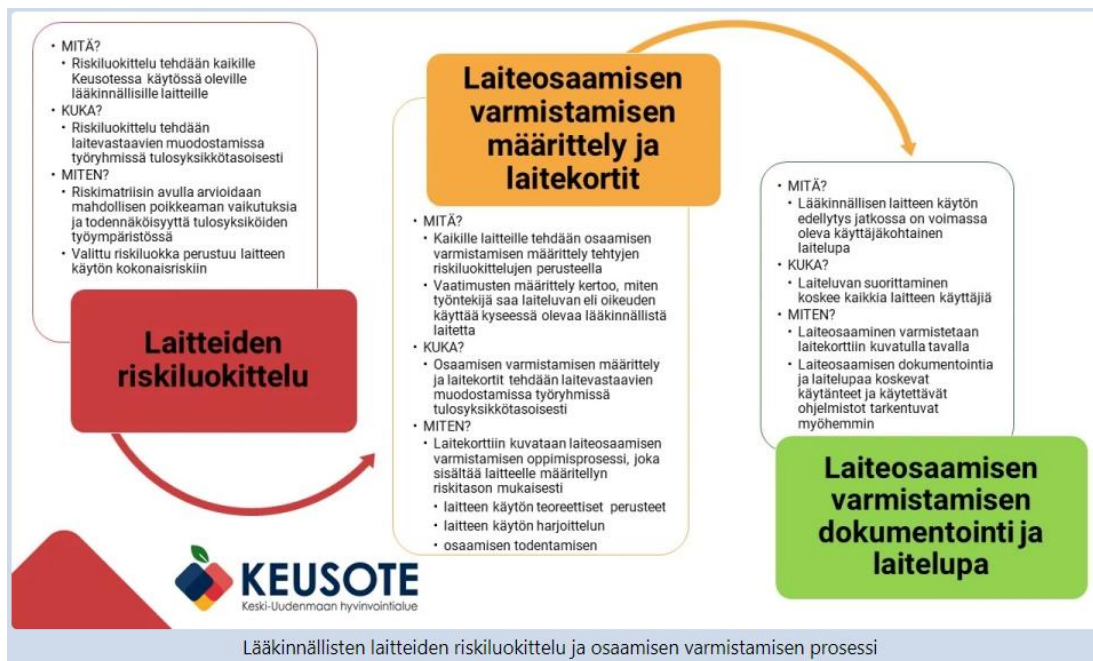 • MITÄ?
• Riskiluokittelu tehdään kaikille
Keusotessa käytössä oleville
lääkinnällisille laitteille
• KUKA?
• Riskiluokittelu tehdään
laitevastaavien muodostamissa
työryhmissä tulosyksikkötasoisesti
• MITEN?
• Riskimatriisin avulla arvioidaan
mahdollisen poikkeaman vaikutuksia
ja todennäköisyyttä tulosyksiköiden
työympäristössä
• Valittu riskiluokka perustuu laitteen
käytön kokonaisriskiin
Laitteiden
riskiluokittelu
Laiteosaamisen
varmistamisen
määrittely ja
laitekortit
• MITÄ?
• Kaikille laitteille tehdään osaamisen
varmistamisen määrittely tehtyjen
riskiluokittelujen perusteella
• Vaatimusten määrittely kertoo, miten
työntekijä saa laiteluvan eli oikeuden
käyttää kyseessä olevaa lääkinnällistä
laitetta
• KUKA?
• Osaamisen varmistamisen määrittely
ja laitekortit tehdään laitevastaavien
muodostamissa työryhmissä
tulosyksikkötasoisesti
• MITEN?
• Laitekorttiin kuvataan laiteosaamisen
varmistamisen oppimisprosessi, joka
sisältää laitteelle määritellyn
riskitason mukaisesti
• laitteen käytön teoreettiset perusteet
• laitteen käytön harjoittelun
• osaamisen todentamisen
• MITÄ?
• Lääkinnällisen laitteen käytön
edellytys jatkossa on voimassa
oleva käyttäjäkohtainen
laitelupa
• KUKA?
• Laiteluvan suorittaminen
koskee kaikkia laitteen käyttäjiä
• MITEN?
• Laiteosaaminen varmistetaan
laitekorttiin kuvatulla tavalla
• Laiteosaamisen dokumentointia
ja laitelupaa koskevat
käytänteet ja käytettävät
ohjelmistot tarkentuvat
myöhemmin
Laiteosaamisen
varmistamisen
dokumentointi ja
laitelupa
KEUSOTE
Keski-Uudenmaan hyvinvointialue
Lääkinnällisten laitteiden riskiluokittelu ja osaamisen varmistamisen prosessi